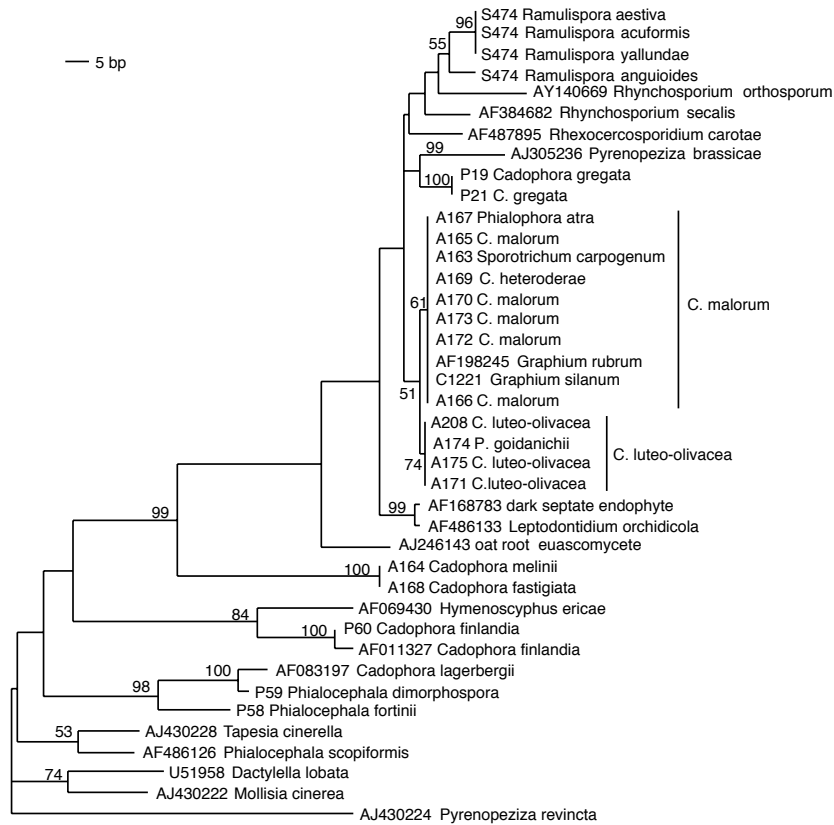 96
S474 Ramulispora aestiva
S474 Ramulispora acuformis
55
S474 Ramulispora yallundae
5 bp
S474 Ramulispora anguioides
AY140669 Rhynchosporium orthosporum
AF384682 Rhynchosporium secalis
AF487895 Rhexocercosporidium carotae
99
AJ305236 Pyrenopeziza brassicae
100
P19 Cadophora gregata
P21 C. gregata
A167 Phialophora atra
A165 C. malorum
A163 Sporotrichum carpogenum
A169 C. heteroderae
61
A170 C. malorum
C. malorum
A173 C. malorum
A172 C. malorum
AF198245 Graphium rubrum
C1221 Graphium silanum
51
A166 C. malorum
A208 C. luteo-olivacea
A174 P. goidanichii
C. luteo-olivacea
74
A175 C. luteo-olivacea
A171 C.luteo-olivacea
99
AF168783 dark septate endophyte
99
AF486133 Leptodontidium orchidicola
AJ246143 oat root euascomycete
100
A164 Cadophora melinii
A168 Cadophora fastigiata
84
AF069430 Hymenoscyphus ericae
100
P60 Cadophora finlandia
AF011327 Cadophora finlandia
100
AF083197 Cadophora lagerbergii
98
P59 Phialocephala dimorphospora
P58 Phialocephala fortinii
53
AJ430228 Tapesia cinerella
AF486126 Phialocephala scopiformis
74
U51958 Dactylella lobata
AJ430222 Mollisia cinerea
AJ430224 Pyrenopeziza revincta